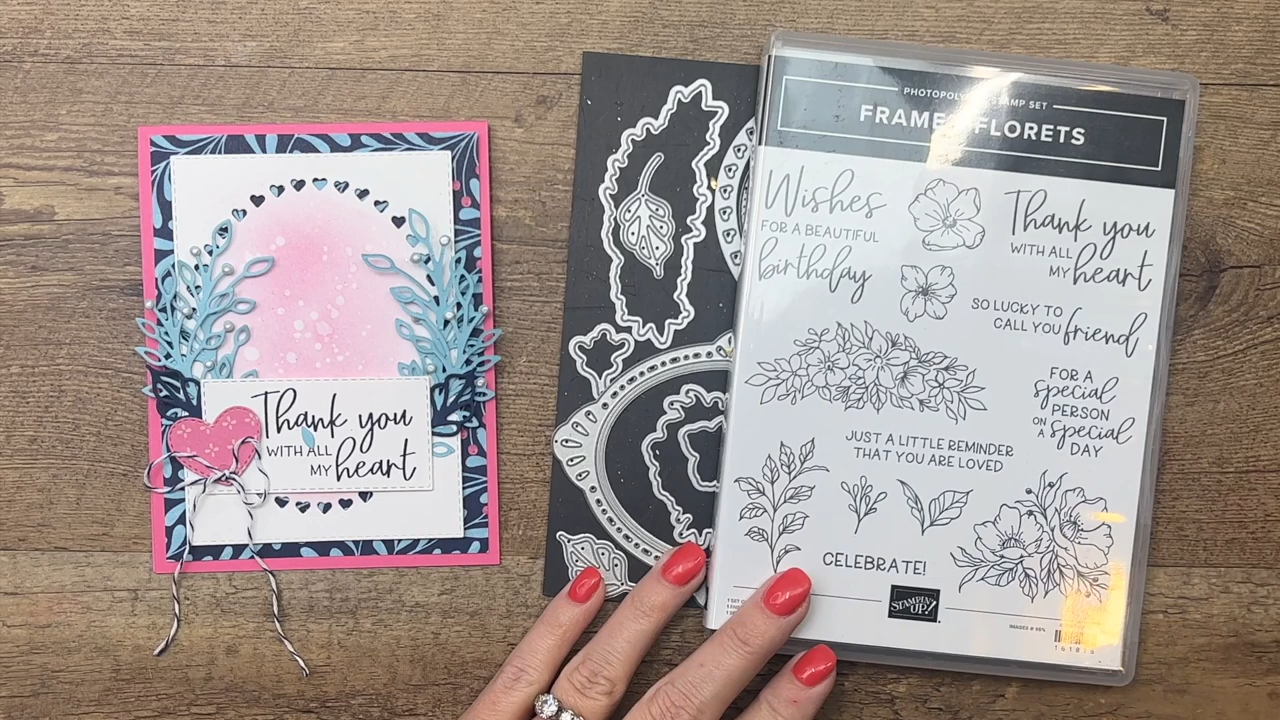 Thank you
WITH ALL
MY heart
STAMP SET
FLORETS
Wishes
FOR A BEAUTIFUL
birthday
Thank you
WITH ALL
MY heart
SO LUCKY TO
CALL YOU friend
FOR A
special
PERSON
ON
A special
DAY
JUST A LITTLE REMINDER
THAT YOU ARE LOVED
CELEBRATE!
STAMPIN' UP!